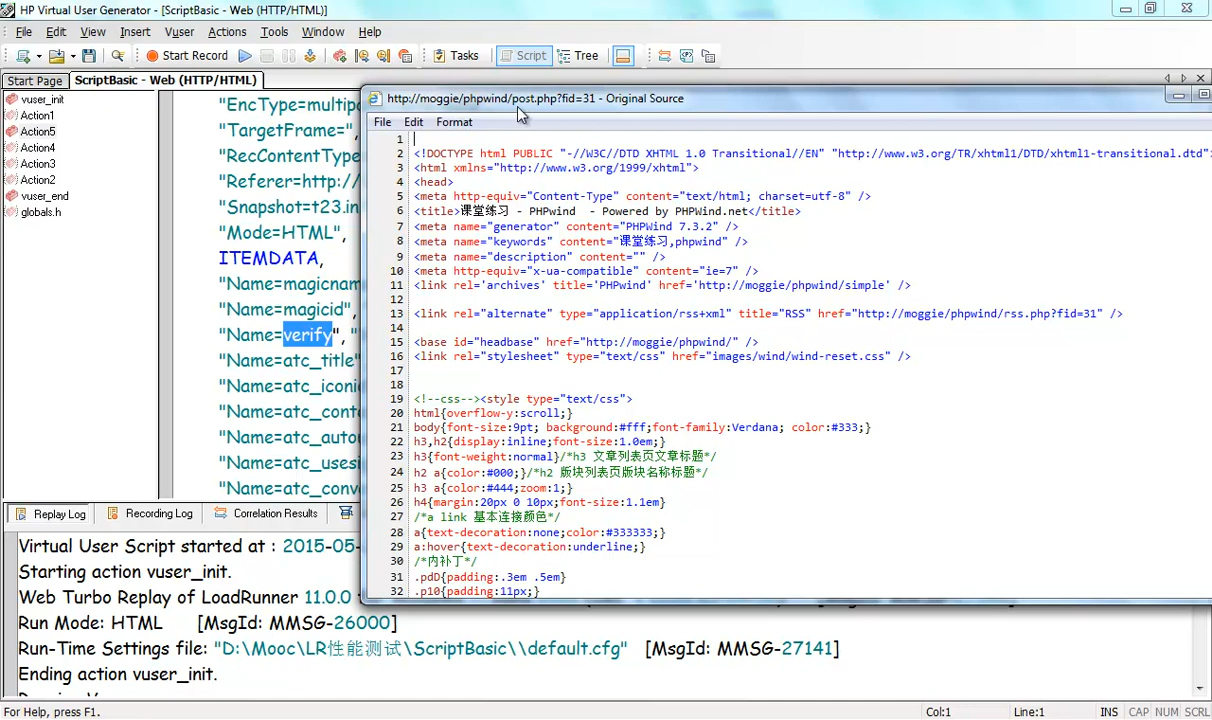 HP Virtual User Generator - [ScriptBasic - Web (HTTP/HTML)]
File Edit View Insert Vuser Actions Tools Window Help
Start Record Tasks Script Tree
Start Page ScriptBasic - Web (HTTP/HTML)
vuser_init
Action1
Action5
Action4
Action3
Action2
vuser_end
globals.h
"EncType=multipa
"TargetFrame=",
"RecContentType
"Referer=http://
"Snapshot=t23.in
"Mode=HTML",
ITEMDATA,
"Name=magicnam
"Name=magicid",
"Name=verify", "
"Name=atc_title"
"Name=atc_iconic
"Name=atc_conte
"Name=atc_autou
"Name=atc_usesi
"Name=atc_conve
http://moggie/phpwind/post.php?fid=31 - Original Source
File Edit Format
1
2 <!DOCTYPE html PUBLIC "-//W3C//DTD XHTML 1.0 Transitional//EN" "http://www.w3.org/TR/xhtml1/DTD/xhtml1-transitional.dtd">
3 <html xmlns="http://www.w3.org/1999/xhtml">
4 <head>
5 <meta http-equiv="Content-Type" content="text/html; charset=utf-8" />
6 <title>课堂练习 - PHPwind  - Powered by PHPWind.net</title>
7 <meta name="generator" content="PHPWind 7.3.2" />
8 <meta name="keywords" content="课堂练习,phpwind" />
9 <meta name="description" content="" />
10 <meta http-equiv="x-ua-compatible" content="ie=7" />
11 <link rel='archives' title='PHPwind' href='http://moggie/phpwind/simple' />
12
13 <link rel="alternate" type="application/rss+xml" title="RSS" href="http://moggie/phpwind/rss.php?fid=31" />
14
15 <base id="headbase" href="http://moggie/phpwind/" />
16 <link rel="stylesheet" type="text/css" href="images/wind/wind-reset.css" />
17
18
19 <!--css--><style type="text/css">
20 html{overflow-y:scroll;}
21 body{font-size:9pt; background:#fff;font-family:Verdana; color:#333;}
22 h3,h2{display:inline;font-size:1.0em;}
23 h3{font-weight:normal}/*h3 文章列表页文章标题*/
24 h2 a{color:#000;}/*h2 版块列表页版块名称标题*/
25 h3 a{color:#444;zoom:1;}
26 h4{margin:20px 0 10px;font-size:1.1em}
27 /*a link 基本连接颜色*/
28 a{text-decoration:none;color:#333333;}
29 a:hover{text-decoration:underline;}
30 /*内补丁*/
31 .pdD{padding:.3em .5em}
32 .p10{padding:11px;}
Replay Log Recording Log Correlation Results
Virtual User Script started at : 2015-05-
Starting action vuser_init.
Web Turbo Replay of LoadRunner 11.0.0
Run Mode: HTML [MsgId: MMSG-26000]
Run-Time Settings file: "D:\Mooc\LR性能测试\ScriptBasic\\default.cfg" [MsgId: MMSG-27141]
Ending action vuser_init.
For Help, press F1. Col:1 Line:1 INS CAP NUM SCRL